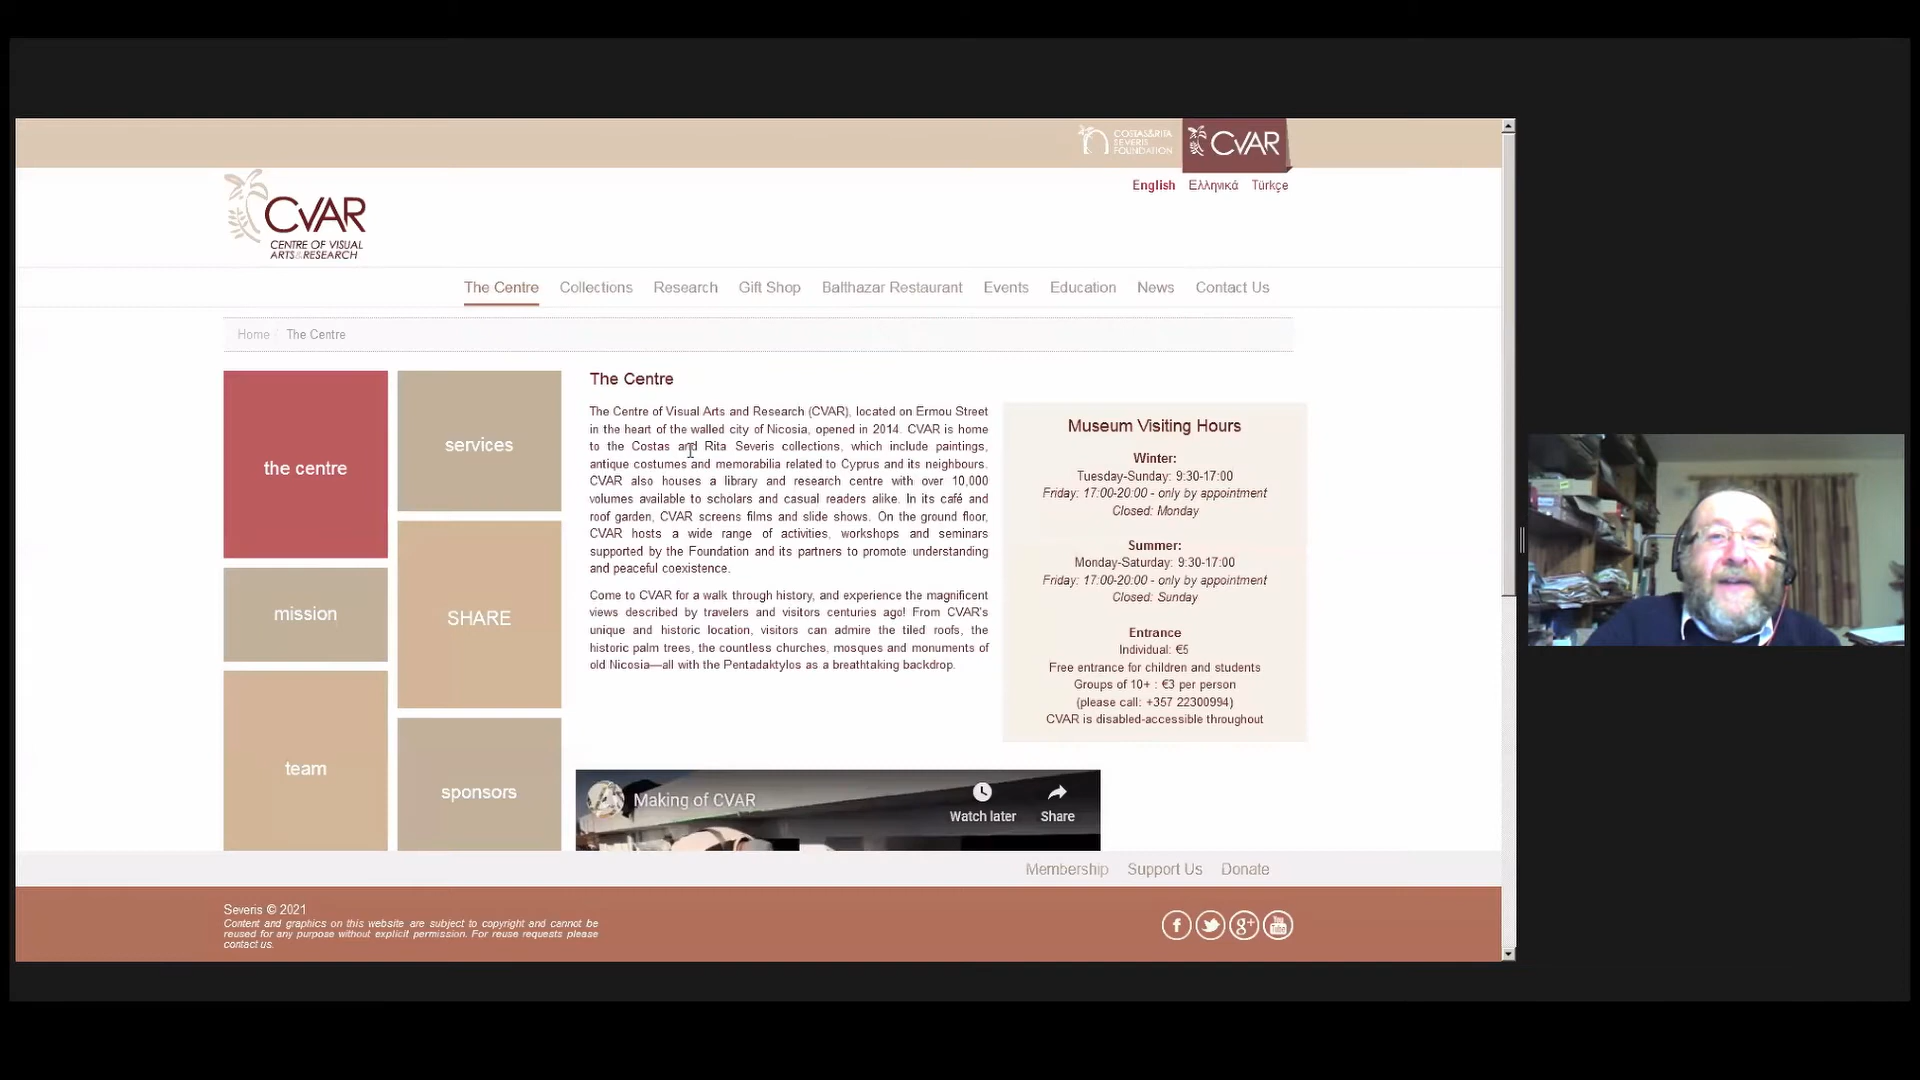 COSTAS&RITA
SEVERIS
FOUNDATION
CVAR
English Ελληνικά Türkçe
CVAR
CENTRE OF VISUAL
ARTS&RESEARCH
The Centre Collections Research Gift Shop Balthazar Restaurant Events Education News Contact Us
Home The Centre
the centre
services
mission
SHARE
team
sponsors
The Centre
The Centre of Visual Arts and Research (CVAR), located on Ermou Street
in the heart of the walled city of Nicosia, opened in 2014. CVAR is home
to the Costas and Rita Severis collections, which include paintings,
antique costumes and memorabilia related to Cyprus and its neighbours.
CVAR also houses a library and research centre with over 10,000
volumes available to scholars and casual readers alike. In its café and
roof garden, CVAR screens films and slide shows. On the ground floor,
CVAR hosts a wide range of activities, workshops and seminars
supported by the Foundation and its partners to promote understanding
and peaceful coexistence.
Come to CVAR for a walk through history, and experience the magnificent
views described by travelers and visitors centuries ago! From CVAR's
unique and historic location, visitors can admire the tiled roofs, the
historic palm trees, the countless churches, mosques and monuments of
old Nicosia—all with the Pentadaktylos as a breathtaking backdrop.
Museum Visiting Hours
Winter:
Tuesday-Sunday: 9:30-17:00
Friday: 17:00-20:00 - only by appointment
Closed: Monday
Summer:
Monday-Saturday: 9:30-17:00
Friday: 17:00-20:00 - only by appointment
Closed: Sunday
Entrance
Individual: €5
Free entrance for children and students
Groups of 10+ : €3 per person
(please call: +357 22300994)
CVAR is disabled-accessible throughout
Making of CVAR
Watch later
Share
Membership Support Us Donate
Severis © 2021
Content and graphics on this website are subject to copyright and cannot be
reused for any purpose without explicit permission. For reuse requests please
contact us.
f g+ You Tube